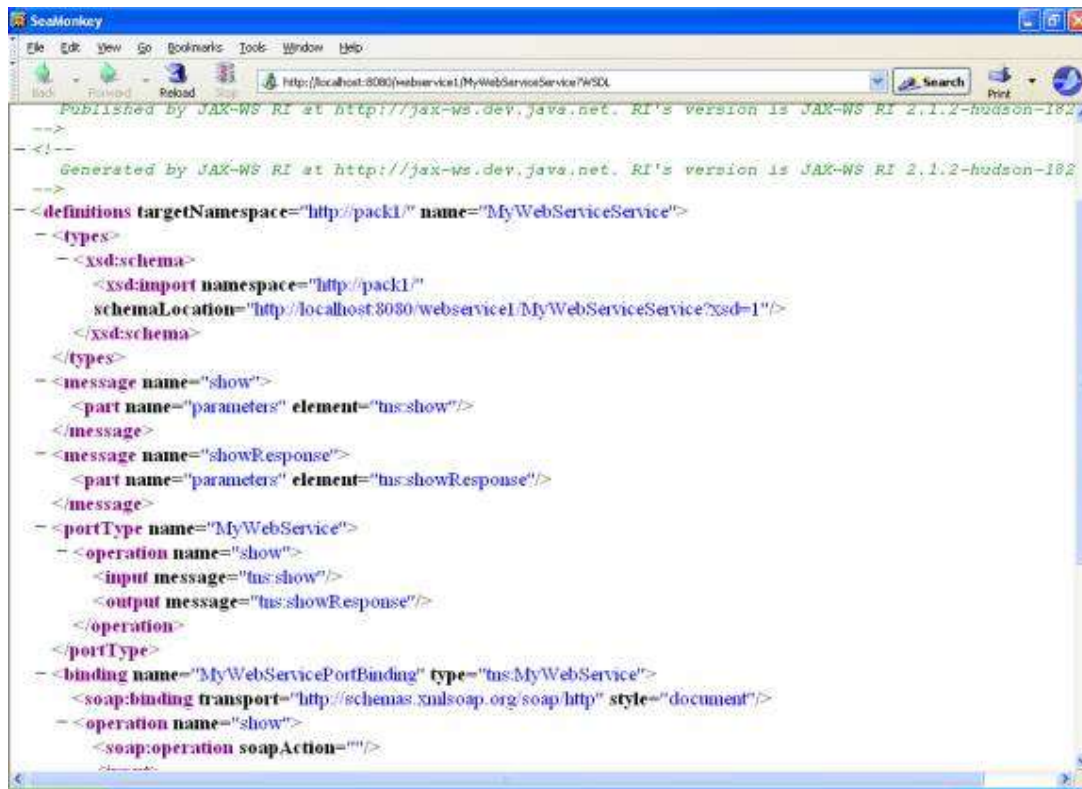 SeaMonkey
File Edit View Go Bookmarks Tools Window Help
Back Forward Reload Stop http://localhost:8080/webservice1/MyWebServiceService?WSDL Search Print
Published by JAX-WS RI at http://jax-ws.dev.java.net. RI's version is JAX-WS RI 2.1.2-hudson-182
-->
- <!--
Generated by JAX-WS RI at http://jax-ws.dev.java.net. RI's version is JAX-WS RI 2.1.2-hudson-182
-->
- <definitions targetNamespace="http://pack1/" name="MyWebServiceService">
- <types>
- <xsd:schema>
<xsd:import namespace="http://pack1/"
schemaLocation="http://localhost:8080/webservice1/MyWebServiceService?xsd=1"/>
</xsd:schema>
</types>
- <message name="show">
<part name="parameters" element="tns:show"/>
</message>
- <message name="showResponse">
<part name="parameters" element="tns:showResponse"/>
</message>
- <portType name="MyWebService">
- <operation name="show">
<input message="tns:show"/>
<output message="tns:showResponse"/>
</operation>
</portType>
- <binding name="MyWebServicePortBinding" type="tns:MyWebService">
<soap:binding transport="http://schemas.xmlsoap.org/soap/http" style="document"/>
- <operation name="show">
<soap:operation soapAction=""/>